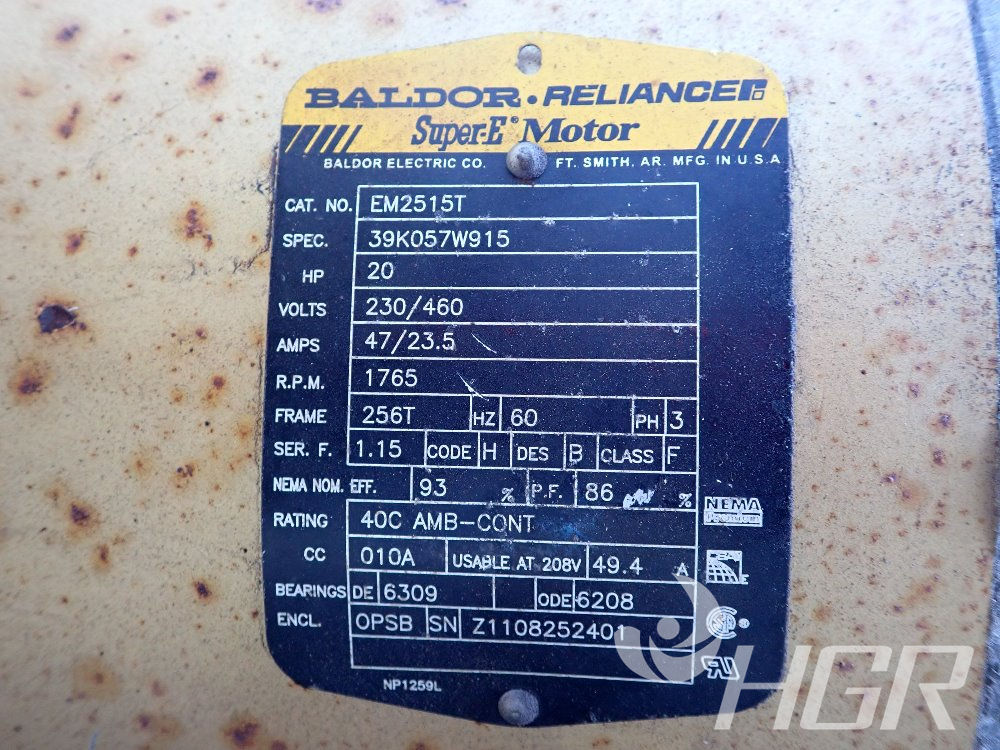 BALDOR • RELIANCE
Super-E® Motor
BALDOR ELECTRIC CO. FT. SMITH, AR. MFG. IN U.S.A
CAT. NO. EM2515T
SPEC. 39K057W915
HP 20
VOLTS 230/460
AMPS 47/23.5
R.P.M. 1765
FRAME 256T HZ 60 PH 3
SER. F. 1.15 CODE H DES B CLASS F
NEMA NOM. EFF. 93 % P.F. 86 %
RATING 40C AMB-CONT
CC 010A USABLE AT 208V 49.4 A
BEARINGS DE 6309 ODE 6208
ENCL. OPSB SN Z1108252401
NP1259L
NEMA
HGR